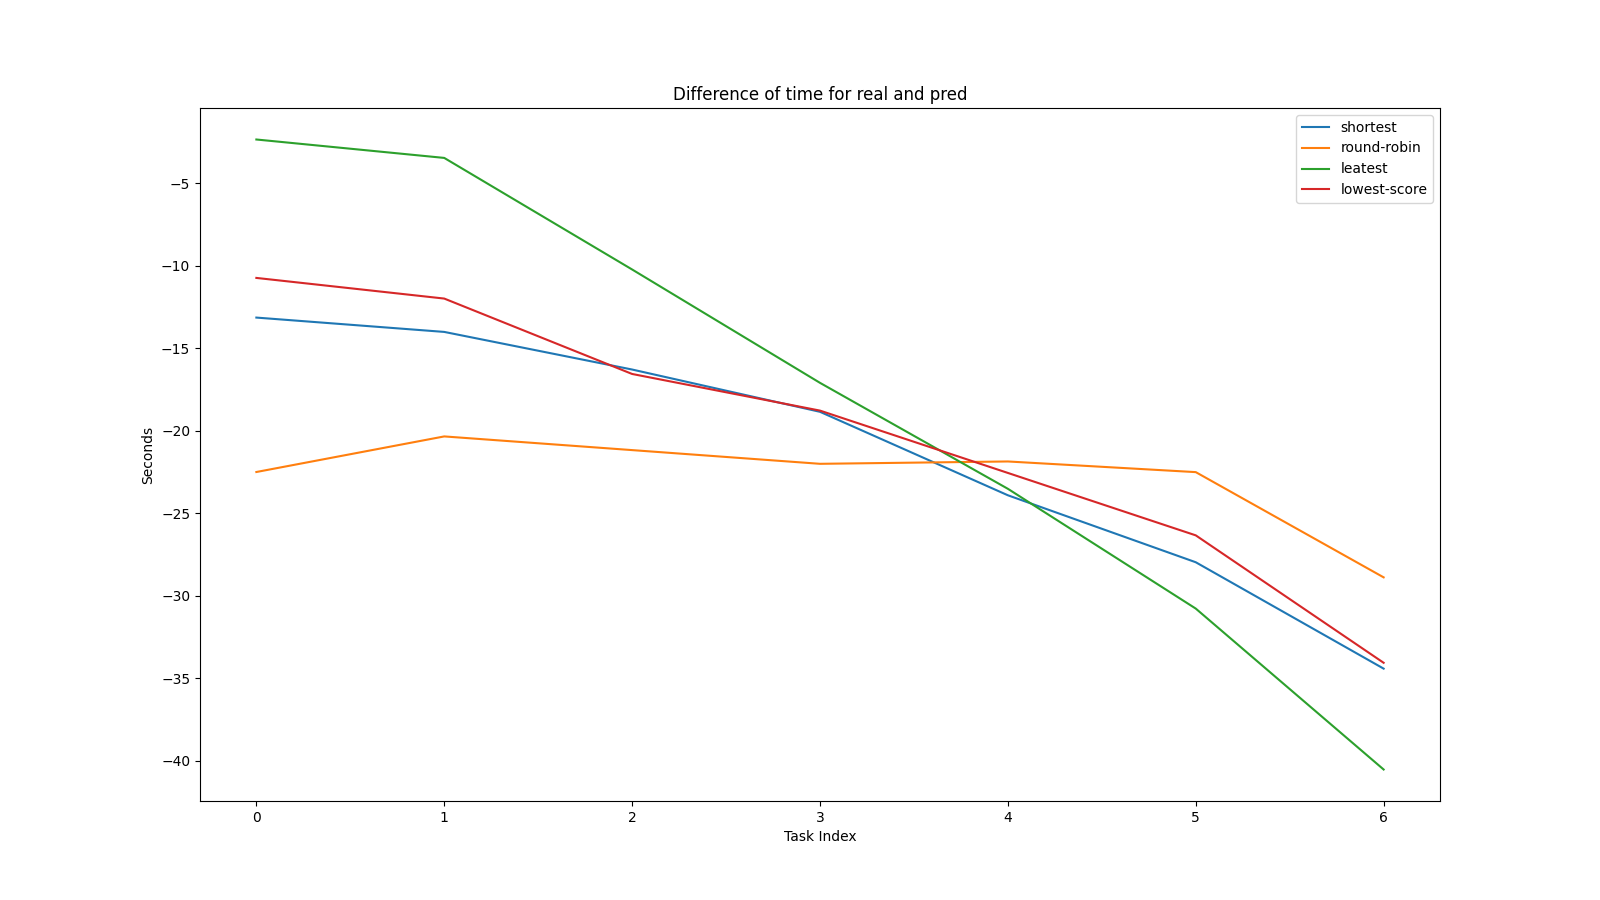 Difference of time for real and pred
shortest
round-robin
leatest
lowest-score
Seconds
−5
−10
−15
−20
−25
−30
−35
−40
0 1 2 3 4 5 6
Task Index